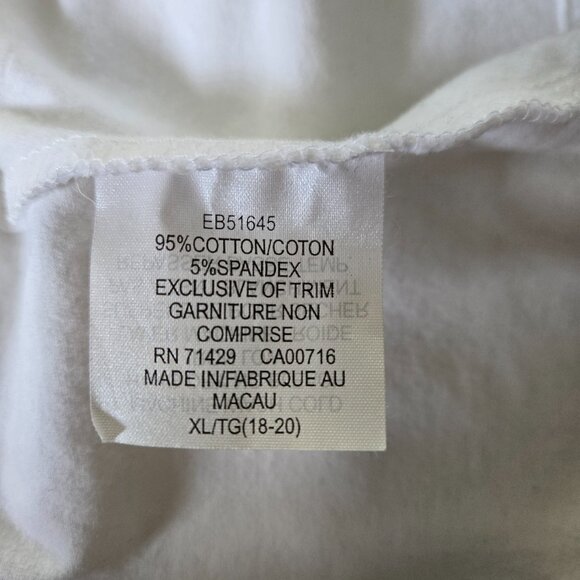 EB51645
95%COTTON/COTON
5%SPANDEX
EXCLUSIVE OF TRIM
GARNITURE NON
COMPRISE
RN 71429 CA00716
MADE IN/FABRIQUE AU
MACAU
XL/TG(18-20)